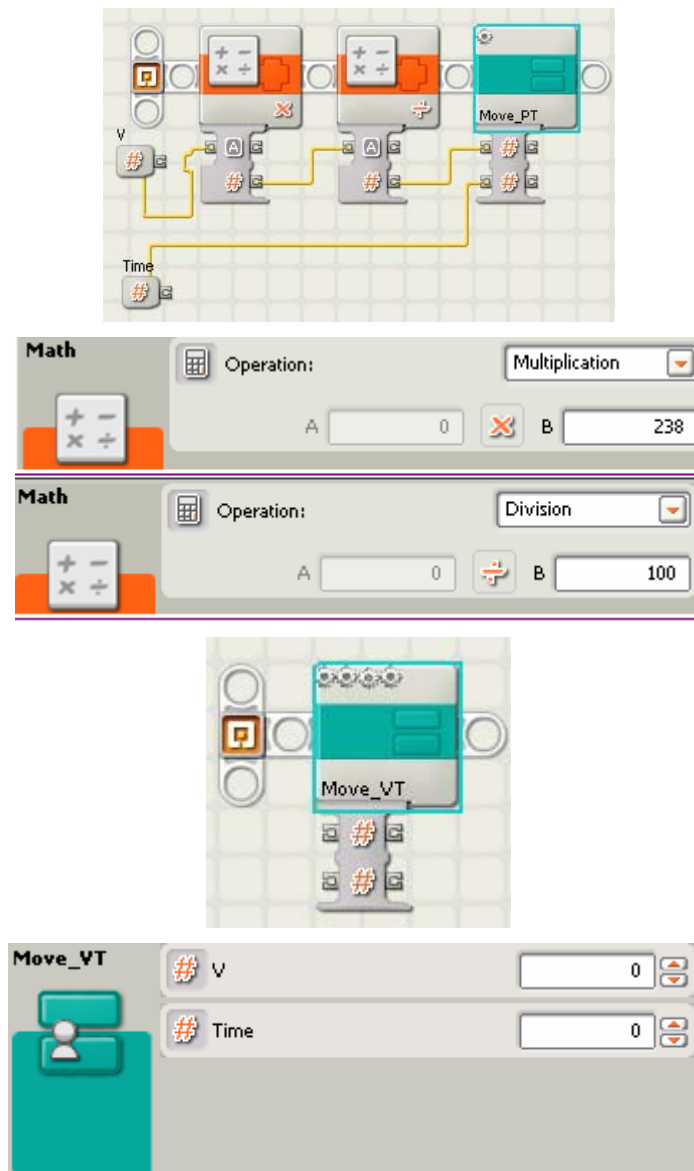 V
A
A
Move_PT
#
#
#
#
#
Time
#
Math
Operation:
Multiplication
A
0
B
238
Math
Operation:
Division
A
0
B
100
Move_VT
#
#
Move_VT
# V
0
# Time
0